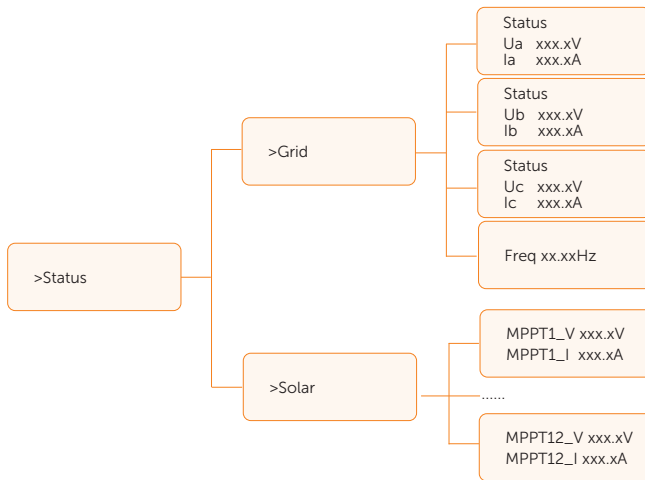 Status
Ua xxx.xV
Ia xxx.xA
Status
Ub xxx.xV
Ib xxx.xA
>Grid
Status
Uc xxx.xV
Ic xxx.xA
Freq xx.xxHz
>Status
MPPT1_V xxx.xV
MPPT1_I xxx.xA
>Solar
......
MPPT12_V xxx.xV
MPPT12_I xxx.xA